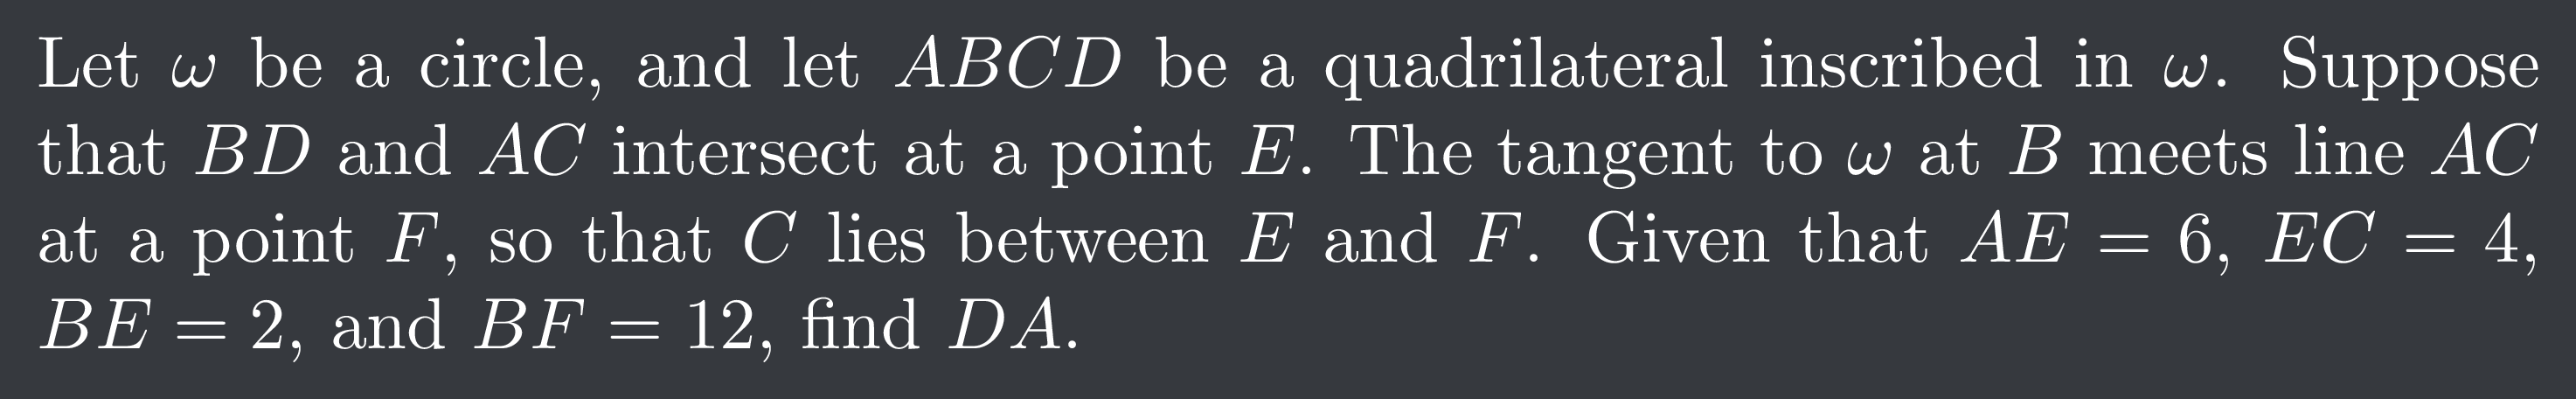 Let ω be a circle, and let ABCD be a quadrilateral inscribed in ω. Suppose
that BD and AC intersect at a point E. The tangent to ω at B meets line AC
at a point F, so that C lies between E and F. Given that AE = 6, EC = 4,
BE = 2, and BF = 12, find DA.